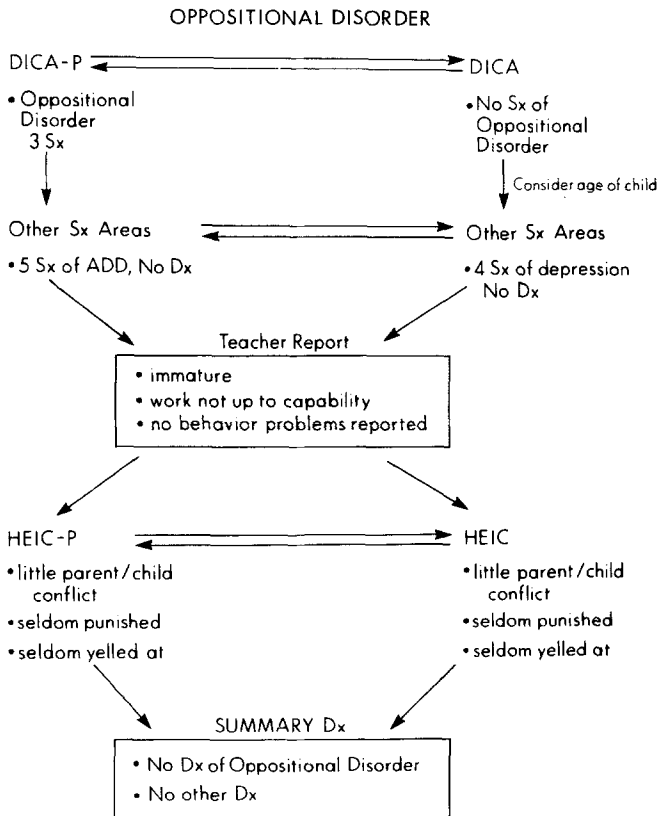 OPPOSITIONAL DISORDER
DICA-P
DICA
• Oppositional
Disorder
3 Sx
• No Sx of
Oppositional
Disorder
Consider age of child
Other Sx Areas
Other Sx Areas
• 5 Sx of ADD, No Dx
• 4 Sx of depression
No Dx
Teacher Report
• immature
• work not up to capability
• no behavior problems reported
HEIC-P
HEIC
• little parent/child
conflict
• seldom punished
• seldom yelled at
• little parent/child
conflict
• seldom punished
• seldom yelled at
SUMMARY Dx
• No Dx of Oppositional Disorder
• No other Dx